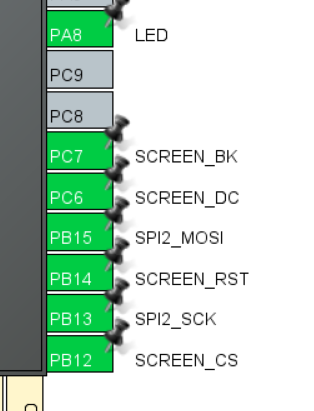 PA8 LED
PC9
PC8
PC7 SCREEN_BK
PC6 SCREEN_DC
PB15 SPI2_MOSI
PB14 SCREEN_RST
PB13 SPI2_SCK
PB12 SCREEN_CS